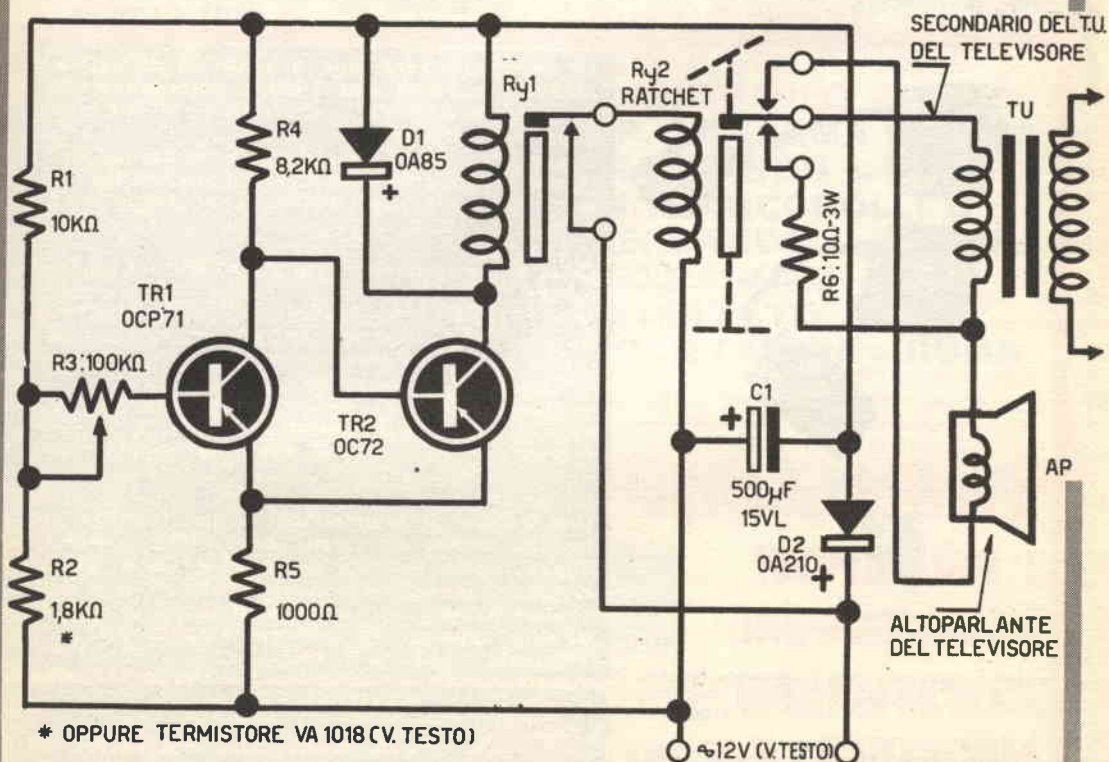 SECONDARIO DEL T.U.
DEL TELEVISORE
Ry1
Ry2
RATCHET
TU
R4
8,2KΩ
D1
OA85
+
R1
10KΩ
R6:10Ω-3W
TR1
OCP71
R3:100KΩ
TR2
OC72
C1
+
500µF
15VL
AP
D2
OA210
+
R2
1,8KΩ
*
R5
1000Ω
ALTOPARLANTE
DEL TELEVISORE
* OPPURE TERMISTORE VA 1018 (V. TESTO)
~12V (V.TESTO)